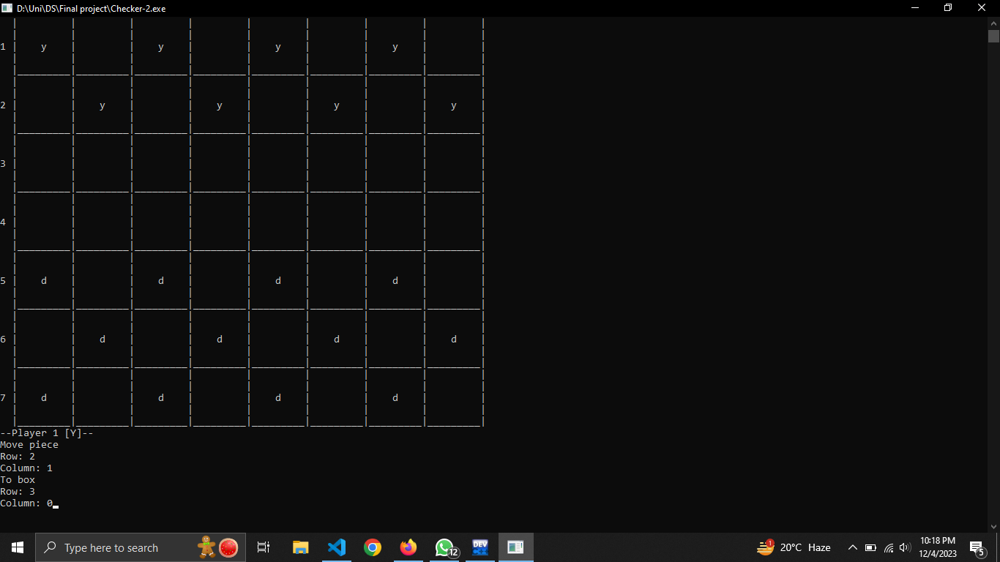 D:\Uni\DS\Final project\Checker-2.exe
1 y y y y
2 y y y y
3
4
5 d d d d
6 d d d d
7 d d d d
--Player 1 [Y]--
Move piece
Row: 2
Column: 1
To box
Row: 3
Column: 0
Type here to search
12
DEV
1
20°C Haze
10:18 PM
12/4/2023
5